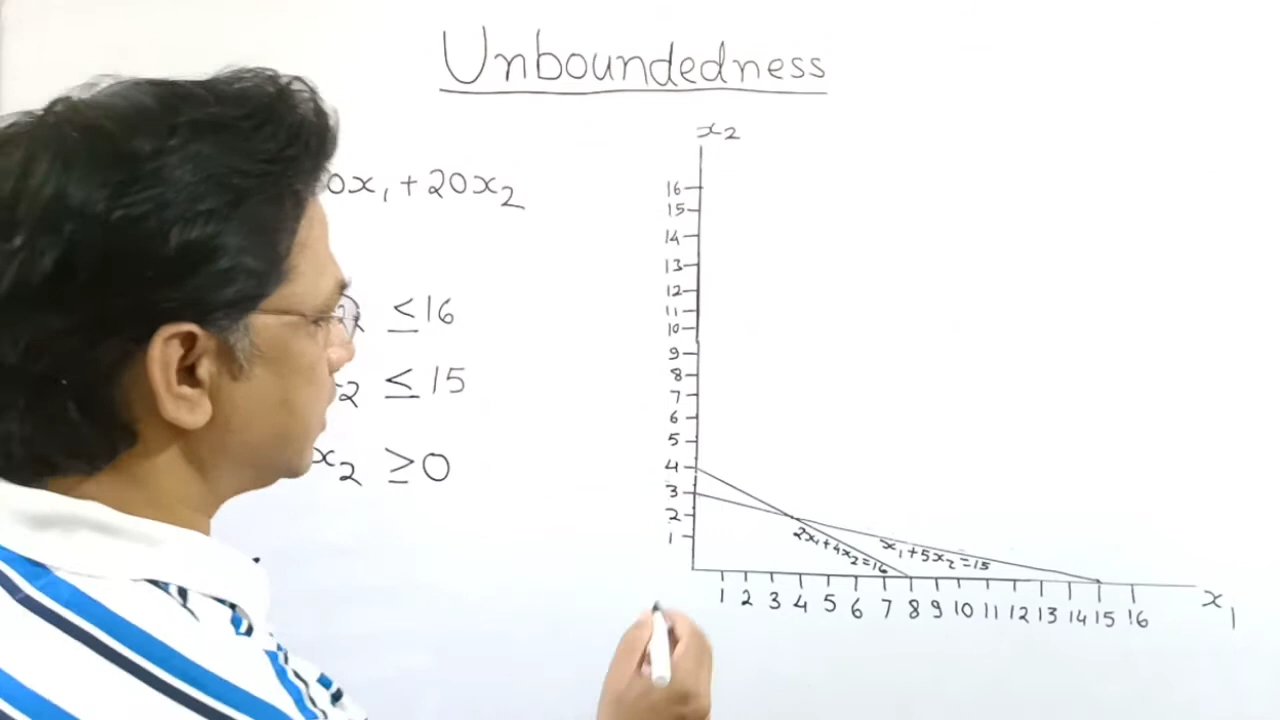 Unboundedness
0x₁ + 20x₂
≤ 16
2 ≤ 15
x₂ ≥ 0
x₂
16
15
14
13
12
11
10
9
8
7
6
5
4
3
2
1
2x₁+4x₂=16
x₁+5x₂=15
1 2 3 4 5 6 7 8 9 10 11 12 13 14 15 16
x₁